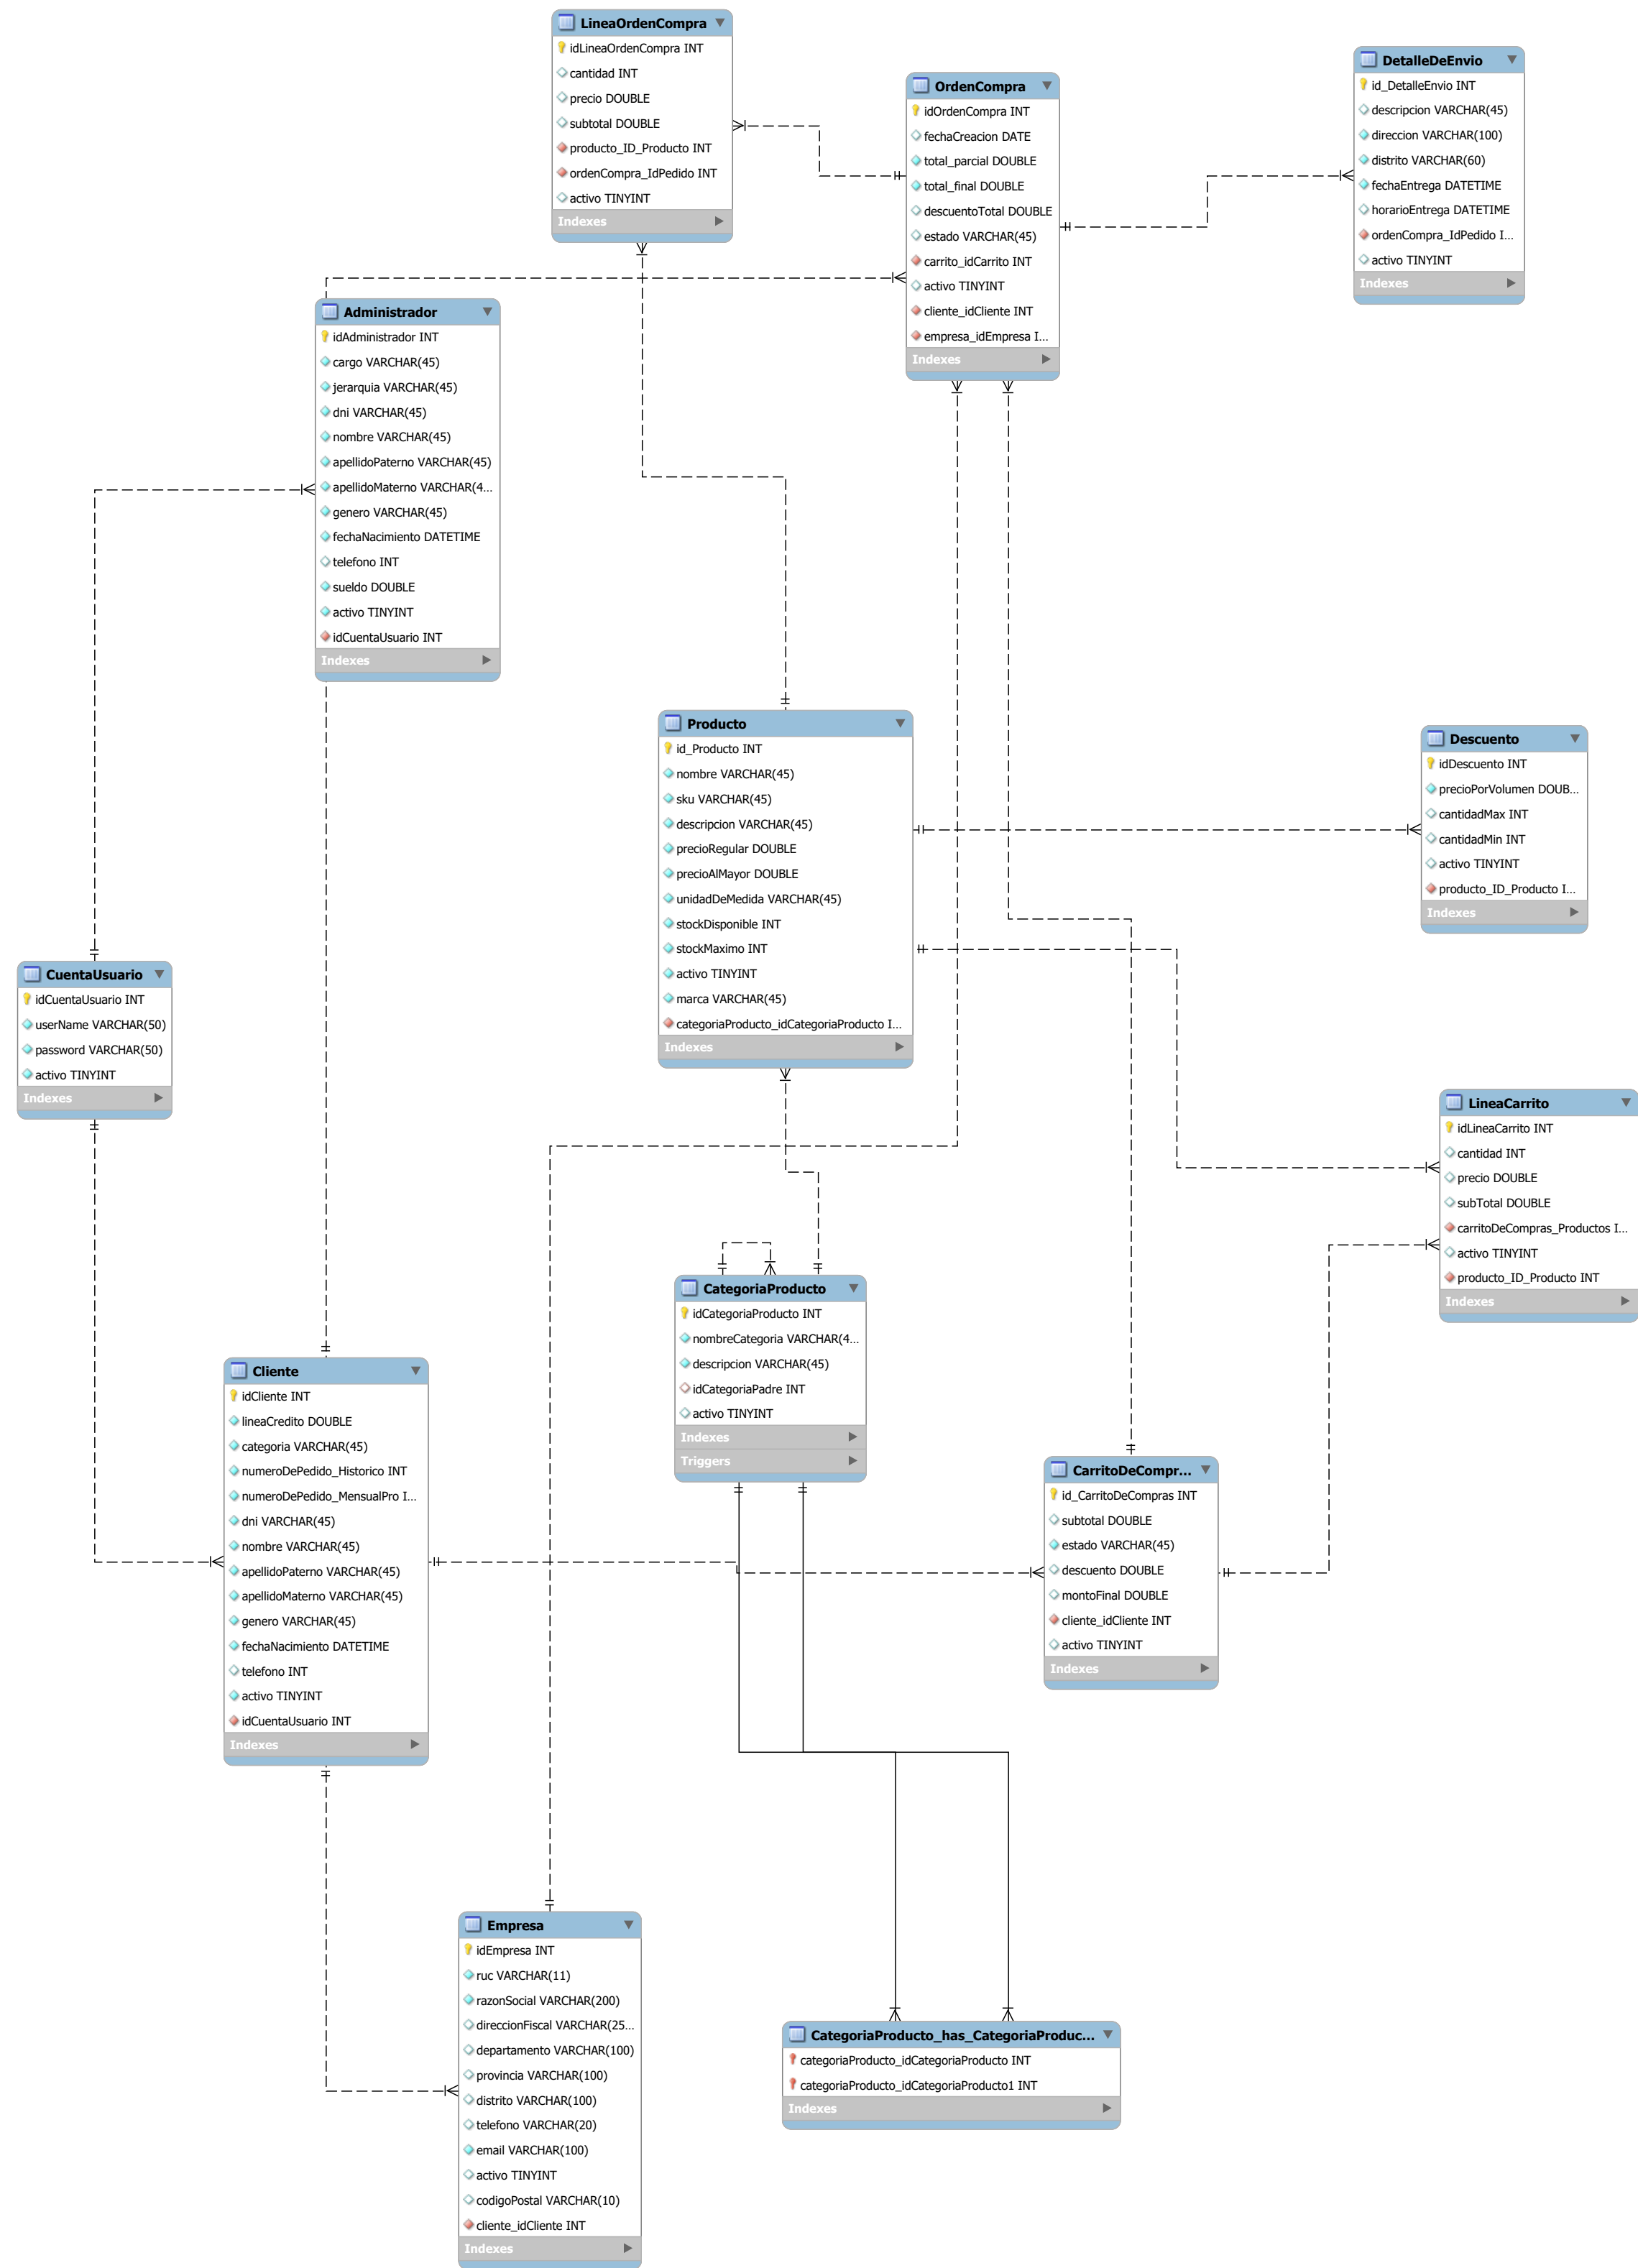 LineaOrdenCompra
idLineaOrdenCompra INT
cantidad INT
precio DOUBLE
subtotal DOUBLE
producto_ID_Producto INT
ordenCompra_IdPedido INT
activo TINYINT
Indexes
OrdenCompra
idOrdenCompra INT
fechaCreacion DATE
total_parcial DOUBLE
total_final DOUBLE
descuentoTotal DOUBLE
estado VARCHAR(45)
carrito_idCarrito INT
activo TINYINT
cliente_idCliente INT
empresa_idEmpresa I...
Indexes
DetalleDeEnvio
id_DetalleEnvio INT
descripcion VARCHAR(45)
direccion VARCHAR(100)
distrito VARCHAR(60)
fechaEntrega DATETIME
horarioEntrega DATETIME
ordenCompra_IdPedido I...
activo TINYINT
Indexes
Administrador
idAdministrador INT
cargo VARCHAR(45)
jerarquia VARCHAR(45)
dni VARCHAR(45)
nombre VARCHAR(45)
apellidoPaterno VARCHAR(45)
apellidoMaterno VARCHAR(4...
genero VARCHAR(45)
fechaNacimiento DATETIME
telefono INT
sueldo DOUBLE
activo TINYINT
idCuentaUsuario INT
Indexes
Producto
id_Producto INT
nombre VARCHAR(45)
sku VARCHAR(45)
descripcion VARCHAR(45)
precioRegular DOUBLE
precioAlMayor DOUBLE
unidadDeMedida VARCHAR(45)
stockDisponible INT
stockMaximo INT
activo TINYINT
marca VARCHAR(45)
categoriaProducto_idCategoriaProducto I...
Indexes
Descuento
idDescuento INT
precioPorVolumen DOUB...
cantidadMax INT
cantidadMin INT
activo TINYINT
producto_ID_Producto I...
Indexes
CuentaUsuario
idCuentaUsuario INT
userName VARCHAR(50)
password VARCHAR(50)
activo TINYINT
Indexes
LineaCarrito
idLineaCarrito INT
cantidad INT
precio DOUBLE
subTotal DOUBLE
carritoDeCompras_Productos I...
activo TINYINT
producto_ID_Producto INT
Indexes
CategoriaProducto
idCategoriaProducto INT
nombreCategoria VARCHAR(4...
descripcion VARCHAR(45)
idCategoriaPadre INT
activo TINYINT
Indexes
Triggers
Cliente
idCliente INT
lineaCredito DOUBLE
categoria VARCHAR(45)
numeroDePedido_Historico INT
numeroDePedido_MensualPro I...
dni VARCHAR(45)
nombre VARCHAR(45)
apellidoPaterno VARCHAR(45)
apellidoMaterno VARCHAR(45)
genero VARCHAR(45)
fechaNacimiento DATETIME
telefono INT
activo TINYINT
idCuentaUsuario INT
Indexes
CarritoDeCompr...
id_CarritoDeCompras INT
subtotal DOUBLE
estado VARCHAR(45)
descuento DOUBLE
montoFinal DOUBLE
cliente_idCliente INT
activo TINYINT
Indexes
Empresa
idEmpresa INT
ruc VARCHAR(11)
razonSocial VARCHAR(200)
direccionFiscal VARCHAR(25...
departamento VARCHAR(100)
provincia VARCHAR(100)
distrito VARCHAR(100)
telefono VARCHAR(20)
email VARCHAR(100)
activo TINYINT
codigoPostal VARCHAR(10)
cliente_idCliente INT
Indexes
CategoriaProducto_has_CategoriaProduc...
categoriaProducto_idCategoriaProducto INT
categoriaProducto_idCategoriaProducto1 INT
Indexes